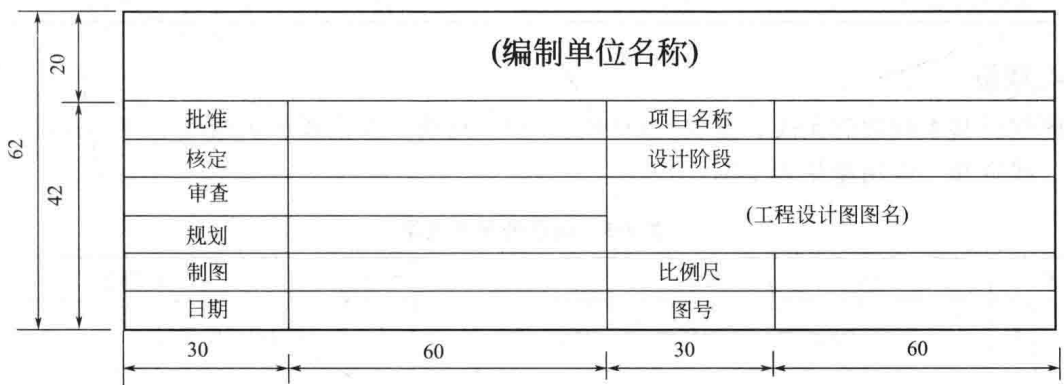 (编制单位名称)
20
62
42
批准 项目名称
核定 设计阶段
审查
(工程设计图图名)
规划
制图 比例尺
日期 图号
30 60 30 60